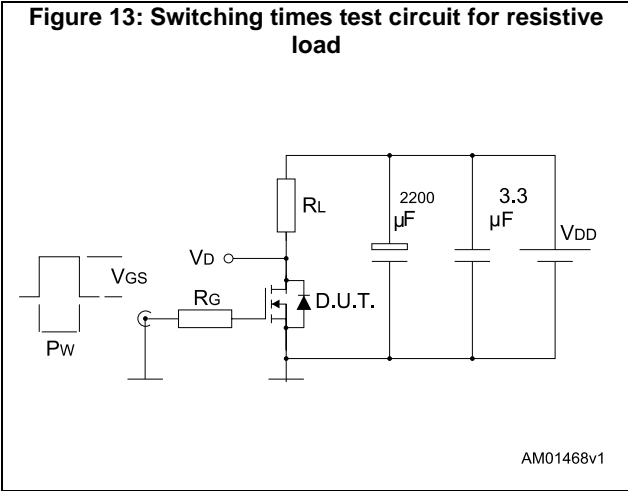 Figure 13: Switching times test circuit for resistive
load
RL
2200
μF
3.3
μF
VDD
VD
VGS
RG
D.U.T.
PW
AM01468v1